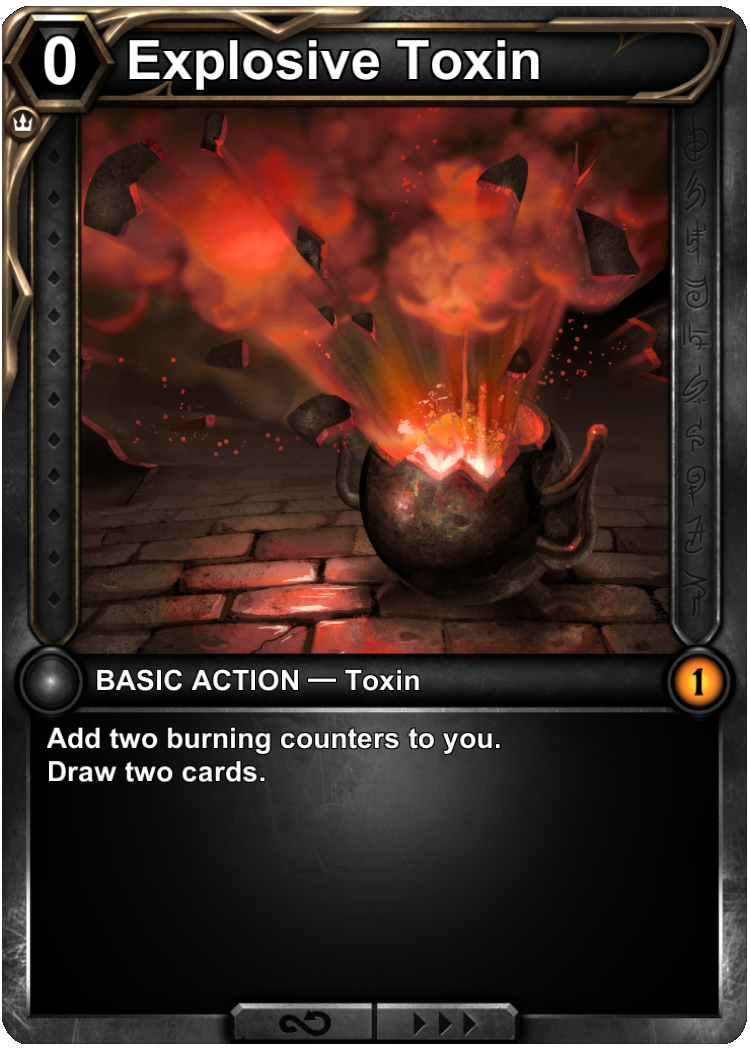 0
Explosive Toxin
BASIC ACTION — Toxin
1
Add two burning counters to you.
Draw two cards.